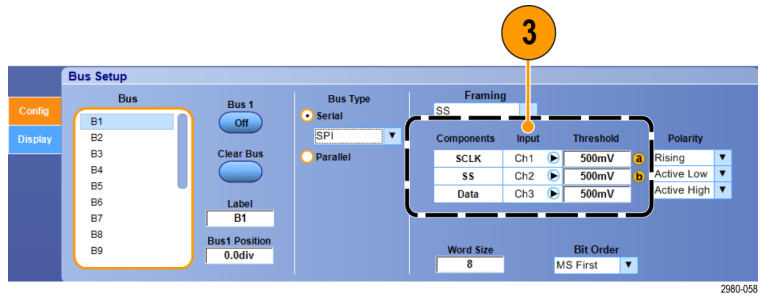 3
Bus Setup
Config
Display
Bus
B1
B2
B3
B4
B5
B6
B7
B8
B9
Bus 1
Off
Clear Bus
Label
B1
Bus1 Position
0.0div
Bus Type
Serial
SPI
Parallel
Framing
SS
Components Input Threshold Polarity
SCLK Ch1 500mV a Rising
SS Ch2 500mV b Active Low
Data Ch3 500mV Active High
Word Size
8
Bit Order
MS First
2980-058